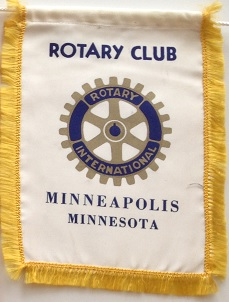 ROTARY CLUB
ROTARY
INTERNATIONAL
MINNEAPOLIS
MINNESOTA